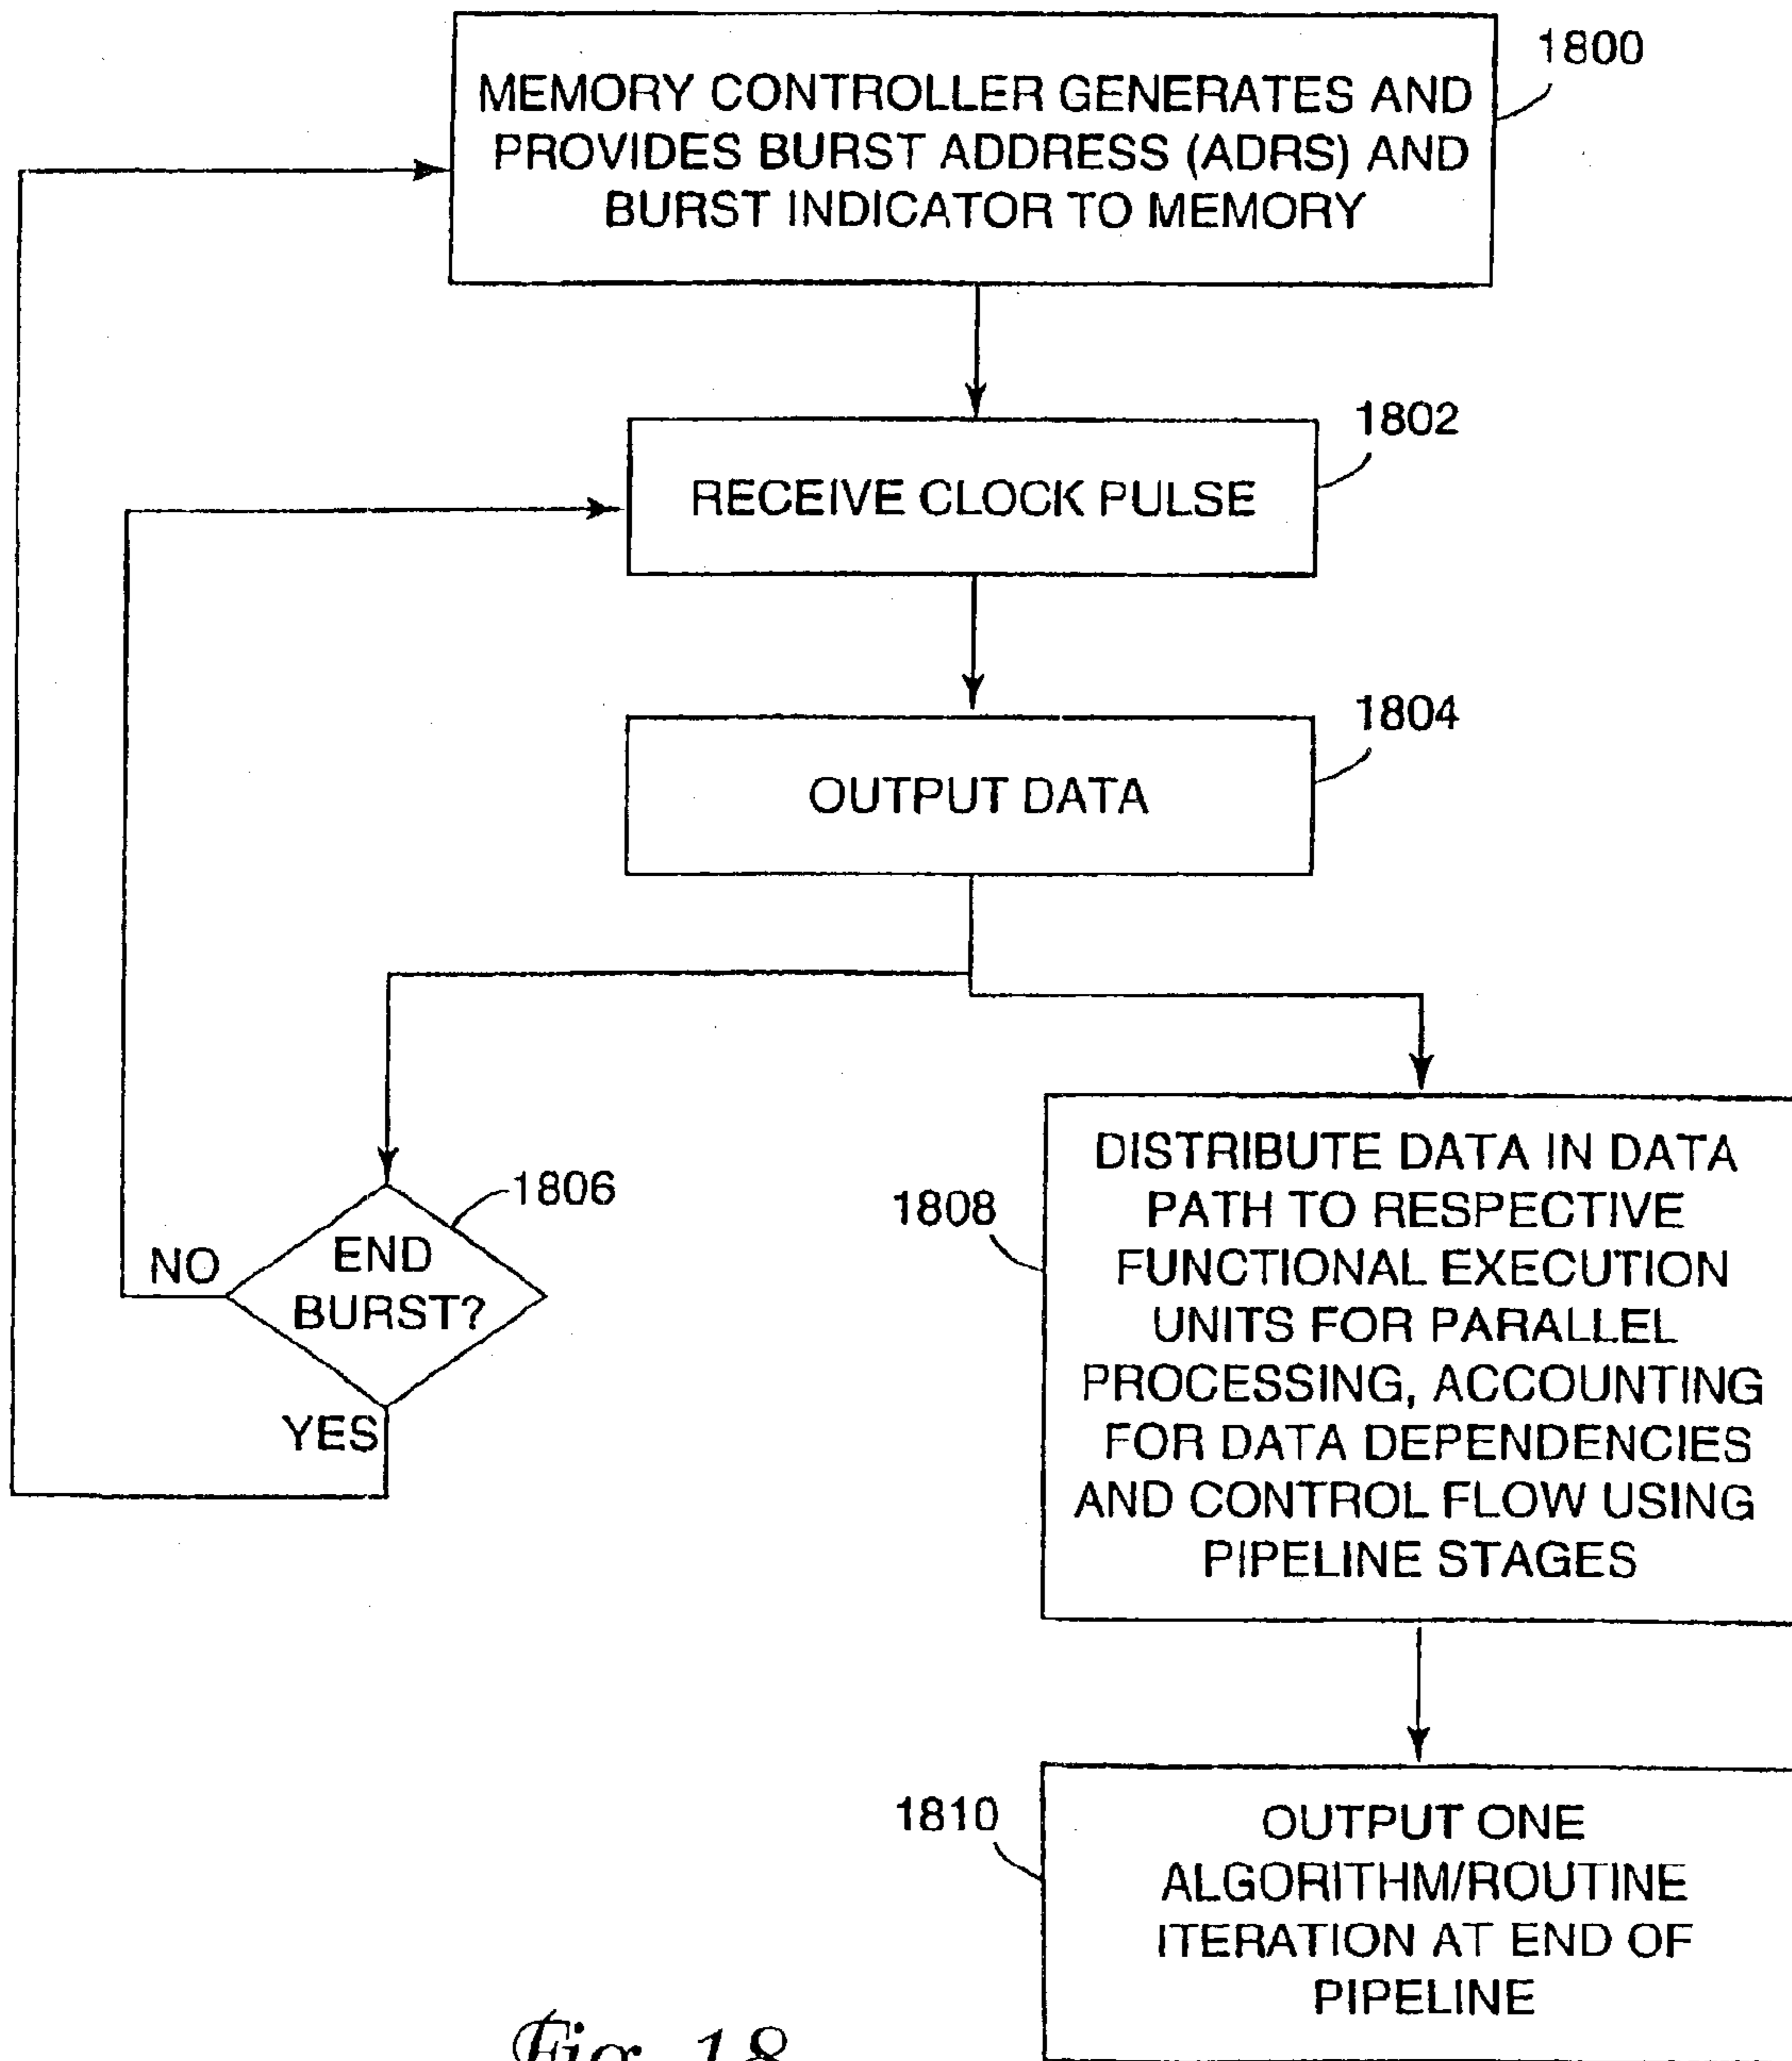 1800
MEMORY CONTROLLER GENERATES AND
PROVIDES BURST ADDRESS (ADRS) AND
BURST INDICATOR TO MEMORY
1802
RECEIVE CLOCK PULSE
1804
OUTPUT DATA
1806
END
BURST?
NO
YES
1808
DISTRIBUTE DATA IN DATA
PATH TO RESPECTIVE
FUNCTIONAL EXECUTION
UNITS FOR PARALLEL
PROCESSING, ACCOUNTING
FOR DATA DEPENDENCIES
AND CONTROL FLOW USING
PIPELINE STAGES
1810
OUTPUT ONE
ALGORITHM/ROUTINE
ITERATION AT END OF
PIPELINE
Fig. 18